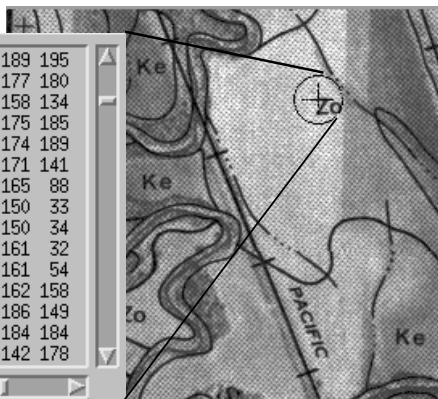 189 195
177 180
158 134
175 185
174 189
171 141
165 88
150 33
150 34
161 32
161 54
162 158
186 149
184 184
142 178
Ke
Zo
Ke
Zo
PACIFIC
Ke